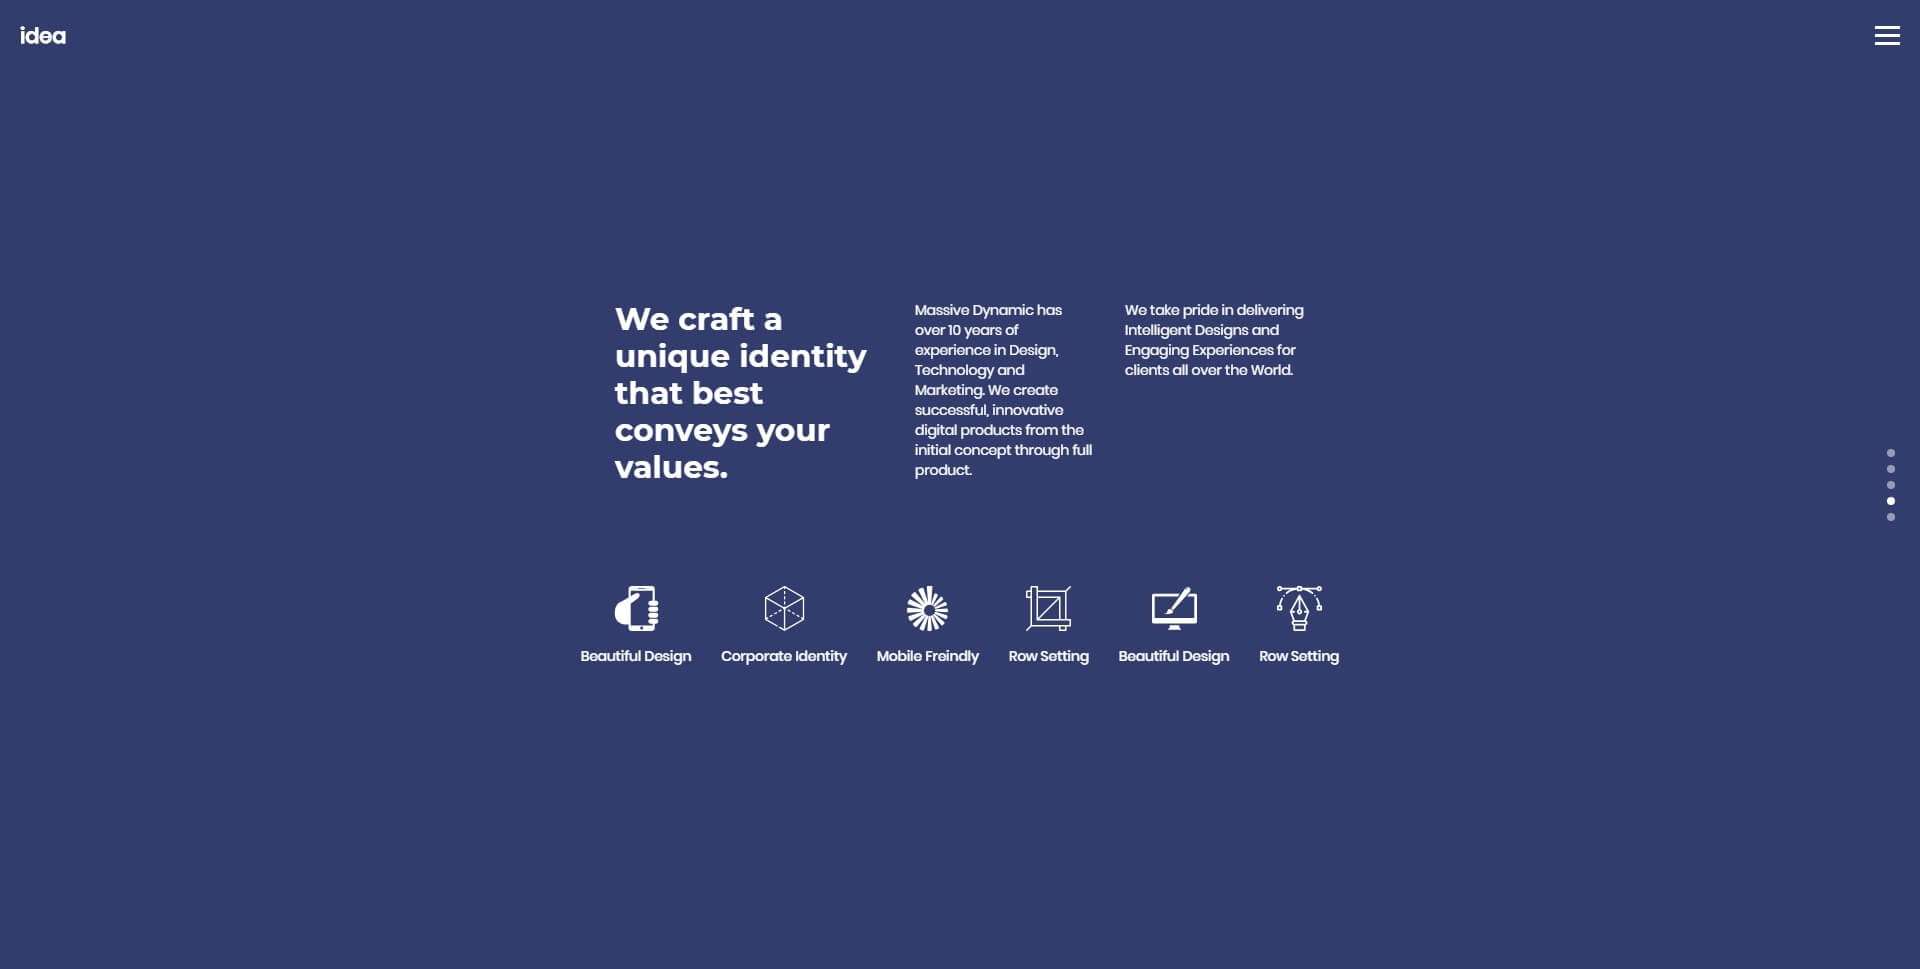 idea
We craft a
unique identity
that best
conveys your
values.
Massive Dynamic has
over 10 years of
experience in Design,
Technology and
Marketing. We create
successful, innovative
digital products from the
initial concept through full
product.
We take pride in delivering
Intelligent Designs and
Engaging Experiences for
clients all over the World.
Beautiful Design
Corporate Identity
Mobile Freindly
Row Setting
Beautiful Design
Row Setting